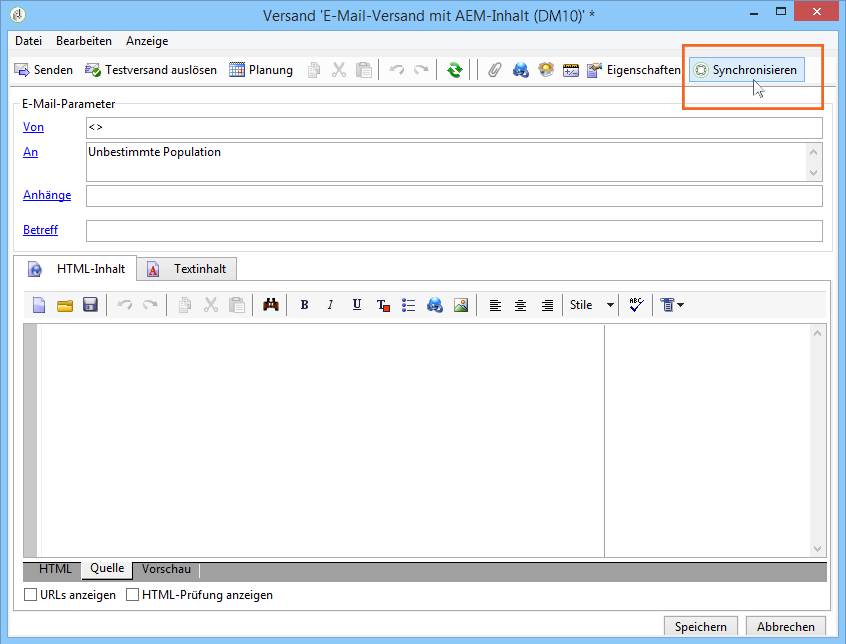 Versand 'E-Mail-Versand mit AEM-Inhalt (DM10)' *
Datei Bearbeiten Anzeige
Senden Testversand auslösen Planung Eigenschaften Synchronisieren
E-Mail-Parameter
Von <>
An Unbestimmte Population
Anhänge
Betreff
HTML-Inhalt Textinhalt
B I U T Stile ABC
HTML Quelle Vorschau
URLs anzeigen HTML-Prüfung anzeigen
Speichern Abbrechen